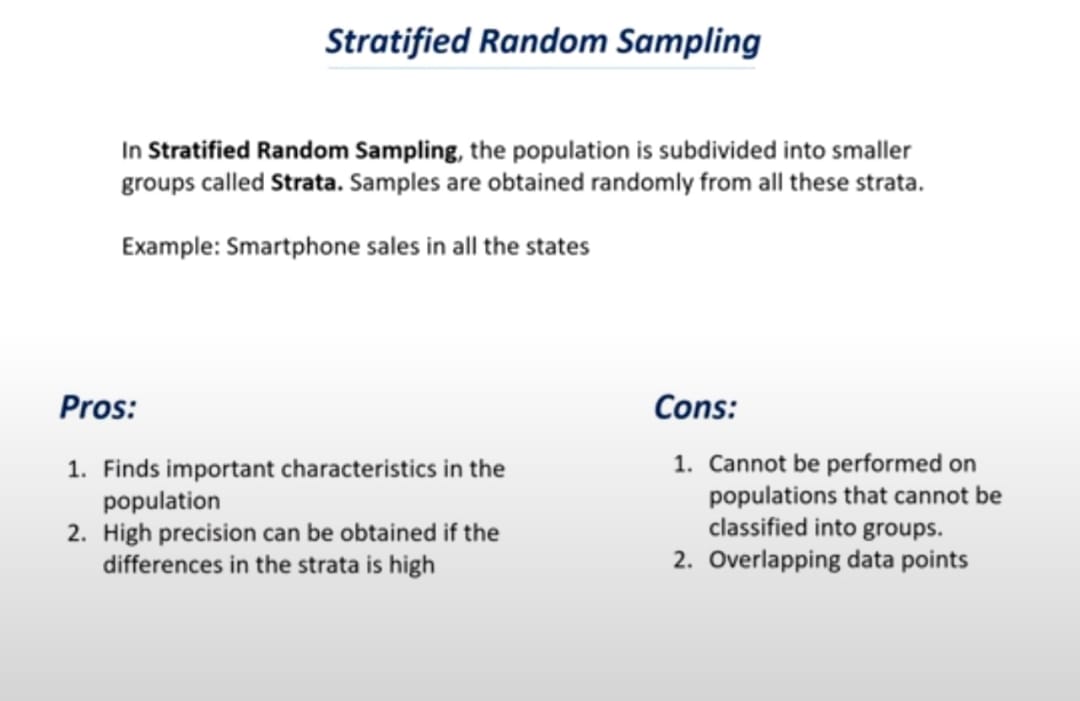 Stratified Random Sampling
In Stratified Random Sampling, the population is subdivided into smaller
groups called Strata. Samples are obtained randomly from all these strata.
Example: Smartphone sales in all the states
Pros:
1. Finds important characteristics in the
population
2. High precision can be obtained if the
differences in the strata is high
Cons:
1. Cannot be performed on
populations that cannot be
classified into groups.
2. Overlapping data points